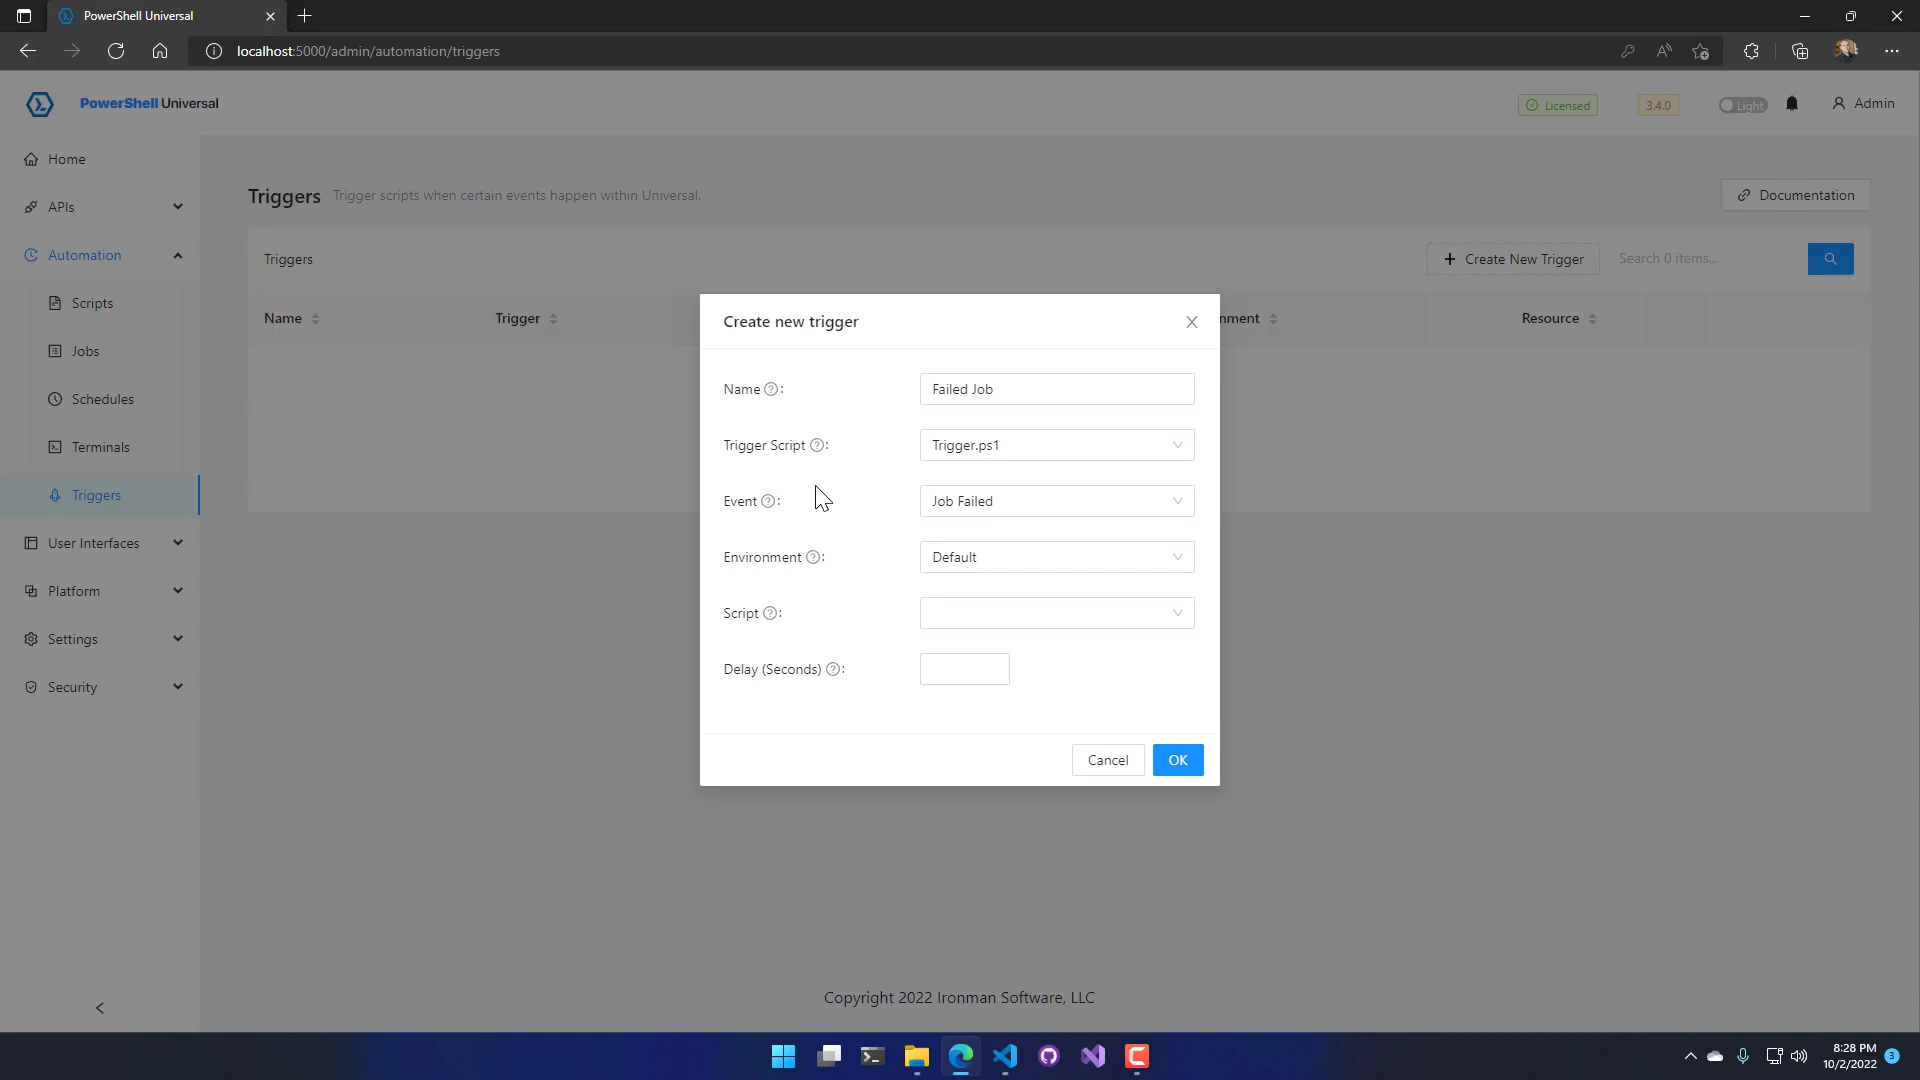 PowerShell Universal
localhost:5000/admin/automation/triggers
PowerShell Universal
Licensed
3.4.0
Light
Admin
Home
APIs
Automation
Scripts
Jobs
Schedules
Terminals
Triggers
User Interfaces
Platform
Settings
Security
Triggers Trigger scripts when certain events happen within Universal.
Documentation
Triggers
+ Create New Trigger
Search 0 items...
Name
Trigger
nment
Resource
Create new trigger
Name ? :
Failed Job
Trigger Script ? :
Trigger.ps1
Event ? :
Job Failed
Environment ? :
Default
Script ? :
Delay (Seconds) ? :
Cancel
OK
Copyright 2022 Ironman Software, LLC
8:28 PM
10/2/2022
3